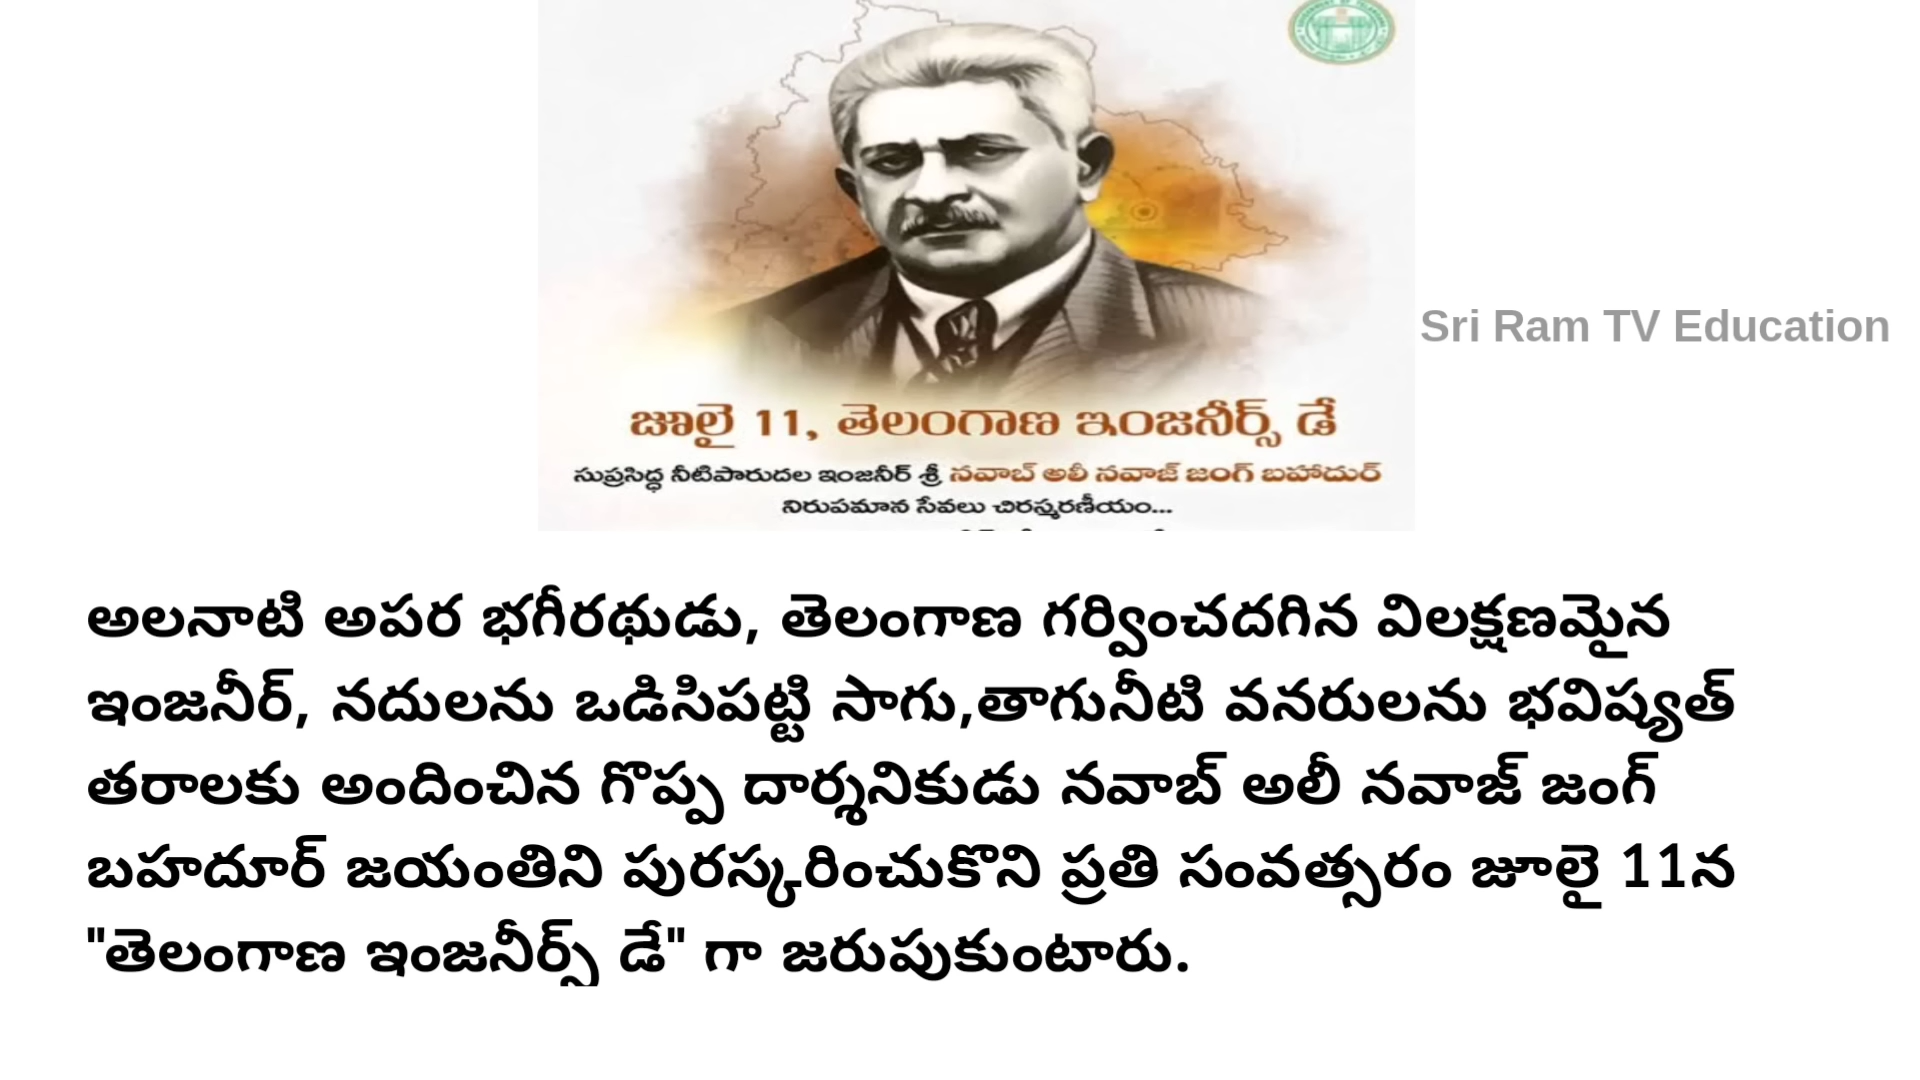 జూలై 11, తెలంగాణ ఇంజనీర్స్ డే
సుప్రసిద్ధ నీటిపారుదల ఇంజనీర్ శ్రీ నవాబ్ అలీ నవాజ్ జంగ్ బహాదుర్
నిరుపమాన సేవలు చిరస్మరణీయం...
Sri Ram TV Education
అలనాటి అపర భగీరథుడు, తెలంగాణ గర్వించదగిన విలక్షణమైన
ఇంజనీర్, నదులను ఒడిసిపట్టి సాగు,తాగునీటి వనరులను భవిష్యత్
తరాలకు అందించిన గొప్ప దార్శనికుడు నవాబ్ అలీ నవాజ్ జంగ్
బహదూర్ జయంతిని పురస్కరించుకొని ప్రతి సంవత్సరం జూలై 11న
"తెలంగాణ ఇంజనీర్స్ డే" గా జరుపుకుంటారు.